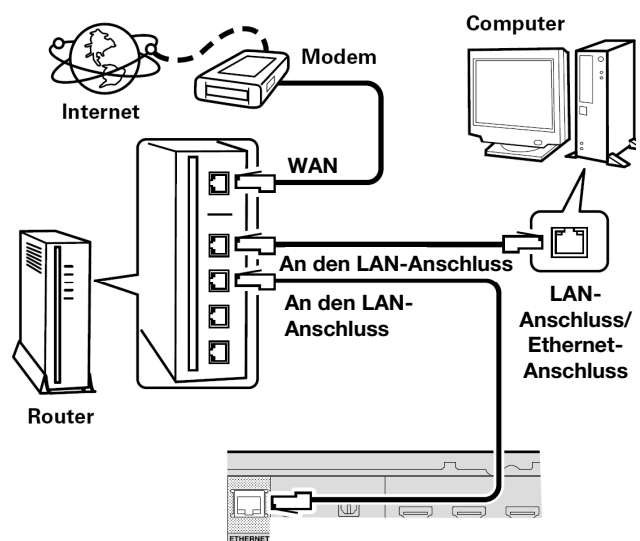 Computer
Modem
Internet
WAN
An den LAN-Anschluss
An den LAN-
Anschluss
LAN-
Anschluss/
Ethernet-
Anschluss
Router
ETHERNET